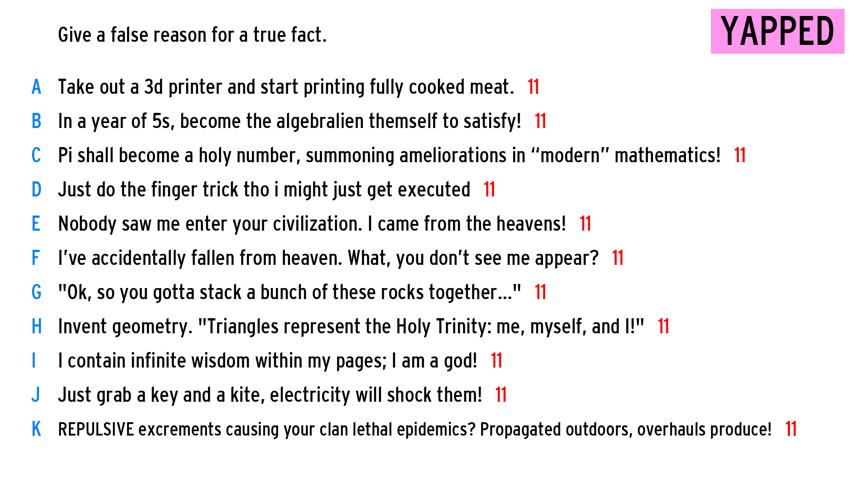 Give a false reason for a true fact.
YAPPED
A Take out a 3d printer and start printing fully cooked meat. 11
B In a year of 5s, become the algebralien themself to satisfy! 11
C Pi shall become a holy number, summoning ameliorations in “modern” mathematics! 11
D Just do the finger trick tho i might just get executed 11
E Nobody saw me enter your civilization. I came from the heavens! 11
F I’ve accidentally fallen from heaven. What, you don’t see me appear? 11
G "Ok, so you gotta stack a bunch of these rocks together..." 11
H Invent geometry. "Triangles represent the Holy Trinity: me, myself, and I!" 11
I I contain infinite wisdom within my pages; I am a god! 11
J Just grab a key and a kite, electricity will shock them! 11
K REPULSIVE excrements causing your clan lethal epidemics? Propagated outdoors, overhauls produce! 11